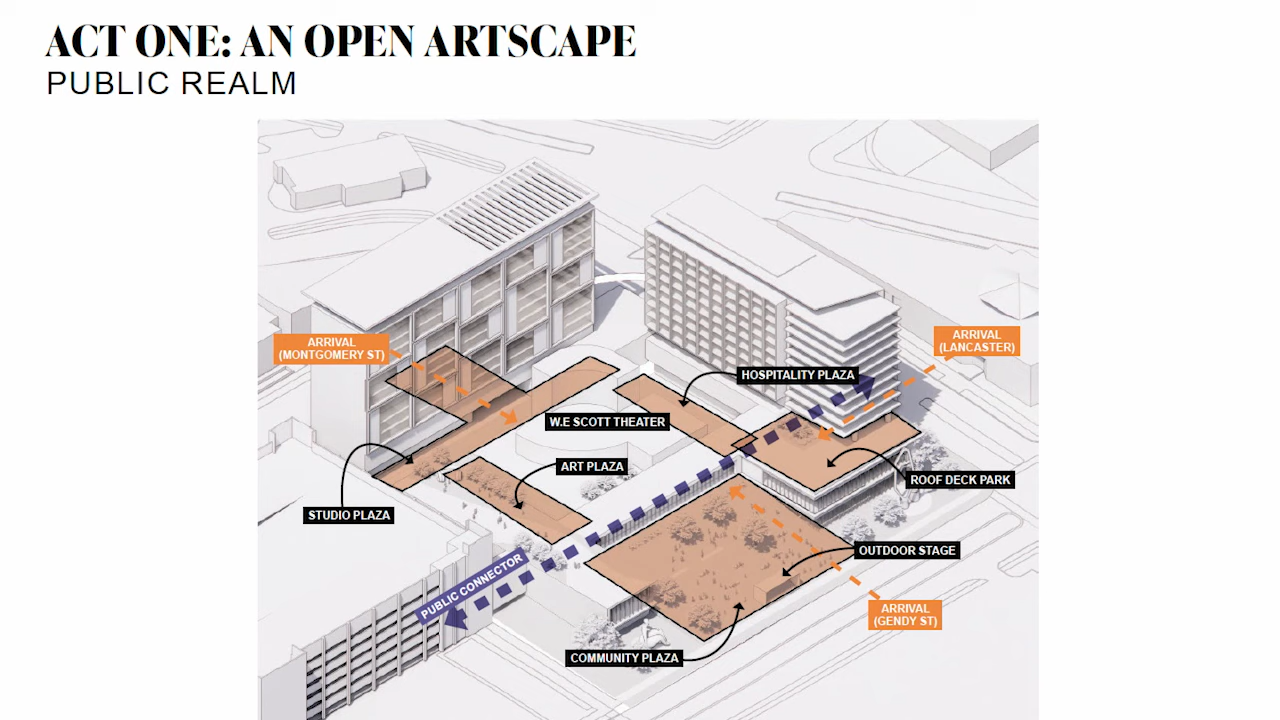 ACT ONE: AN OPEN ARTSCAPE
PUBLIC REALM
ARRIVAL
(MONTGOMERY ST)
ARRIVAL
(LANCASTER)
HOSPITALITY PLAZA
W.E SCOTT THEATER
ART PLAZA
ROOF DECK PARK
STUDIO PLAZA
OUTDOOR STAGE
PUBLIC CONNECTOR
ARRIVAL
(GENDY ST)
COMMUNITY PLAZA